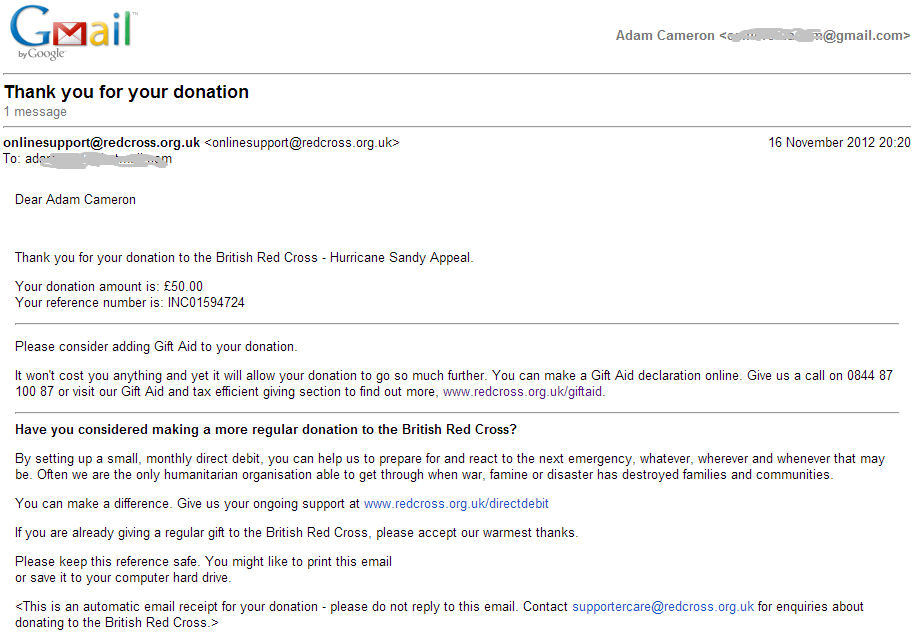 Gmail™
by Google
Adam Cameron <@gmail.com>
Thank you for your donation
1 message
onlinesupport@redcross.org.uk <onlinesupport@redcross.org.uk>
16 November 2012 20:20
To:
Dear Adam Cameron
Thank you for your donation to the British Red Cross - Hurricane Sandy Appeal.
Your donation amount is: £50.00
Your reference number is: INC01594724
Please consider adding Gift Aid to your donation.
It won't cost you anything and yet it will allow your donation to go so much further. You can make a Gift Aid declaration online. Give us a call on 0844 87
100 87 or visit our Gift Aid and tax efficient giving section to find out more, www.redcross.org.uk/giftaid.
Have you considered making a more regular donation to the British Red Cross?
By setting up a small, monthly direct debit, you can help us to prepare for and react to the next emergency, whatever, wherever and whenever that may
be. Often we are the only humanitarian organisation able to get through when war, famine or disaster has destroyed families and communities.
You can make a difference. Give us your ongoing support at www.redcross.org.uk/directdebit
If you are already giving a regular gift to the British Red Cross, please accept our warmest thanks.
Please keep this reference safe. You might like to print this email
or save it to your computer hard drive.
<This is an automatic email receipt for your donation - please do not reply to this email. Contact supportercare@redcross.org.uk for enquiries about
donating to the British Red Cross.>